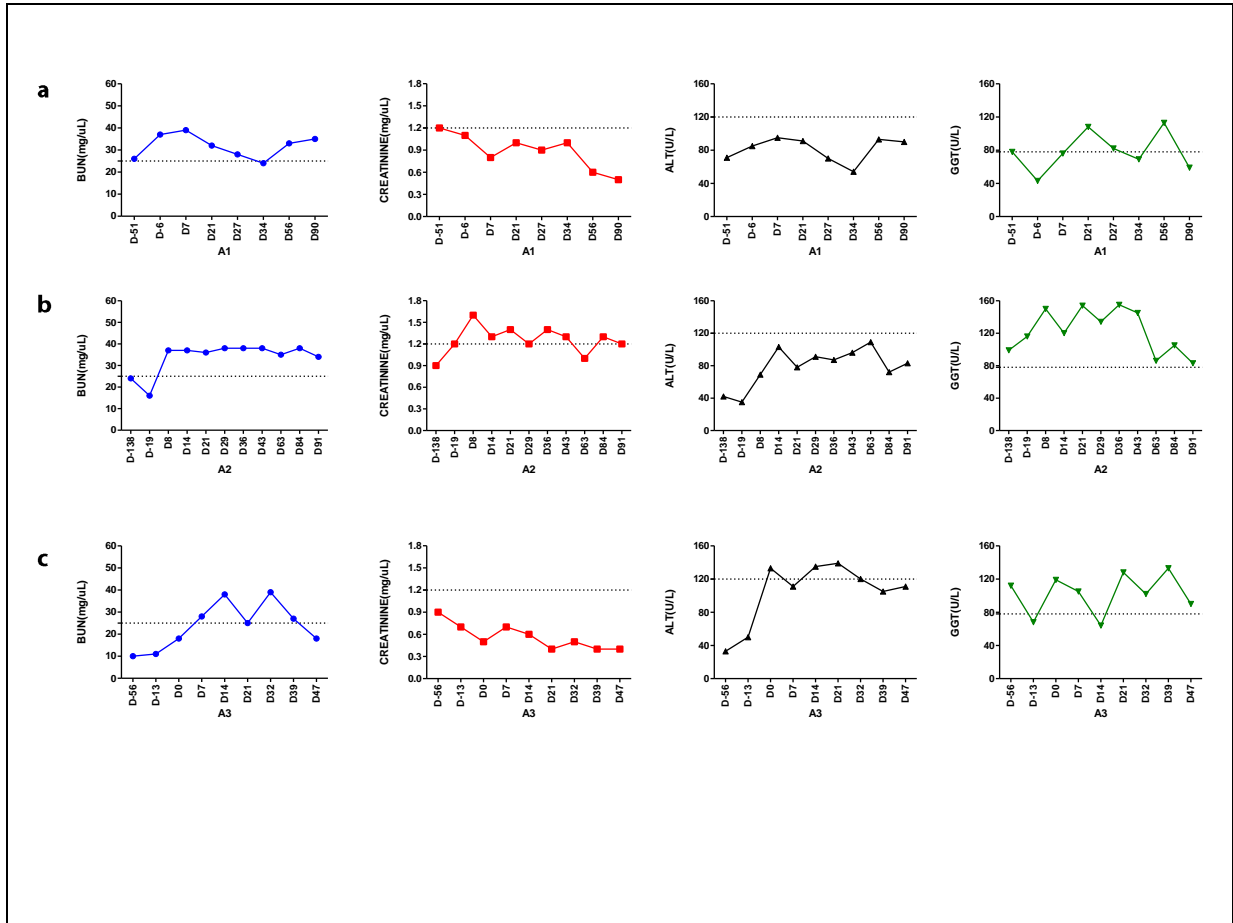 a
BUN(mg/uL)
60
50
40
30
20
10
0
D-51 D-6 D7 D21 D27 D34 D56 D90
A1
CREATININE(mg/uL)
1.8
1.5
1.2
0.9
0.6
0.3
0.0
D-51 D-6 D7 D21 D27 D34 D56 D90
A1
ALT(U/L)
160
120
80
40
0
D-51 D-6 D7 D21 D27 D34 D56 D90
A1
GGT(U/L)
160
120
80
40
0
D-51 D-6 D7 D21 D27 D34 D56 D90
A1
b
BUN(mg/uL)
60
50
40
30
20
10
0
D-138 D-19 D8 D14 D21 D29 D36 D43 D63 D84 D91
A2
CREATININE(mg/uL)
1.8
1.5
1.2
0.9
0.6
0.3
0.0
D-138 D-19 D8 D14 D21 D29 D36 D43 D63 D84 D91
A2
ALT(U/L)
160
120
80
40
0
D-138 D-19 D8 D14 D21 D29 D36 D43 D63 D84 D91
A2
GGT(U/L)
160
120
80
40
0
D-138 D-19 D8 D14 D21 D29 D36 D43 D63 D84 D91
A2
c
BUN(mg/uL)
60
50
40
30
20
10
0
D-56 D-13 D0 D7 D14 D21 D32 D39 D47
A3
CREATININE(mg/uL)
1.8
1.5
1.2
0.9
0.6
0.3
0.0
D-56 D-13 D0 D7 D14 D21 D32 D39 D47
A3
ALT(U/L)
160
120
80
40
0
D-56 D-13 D0 D7 D14 D21 D32 D39 D47
A3
GGT(U/L)
160
120
80
40
0
D-56 D-13 D0 D7 D14 D21 D32 D39 D47
A3